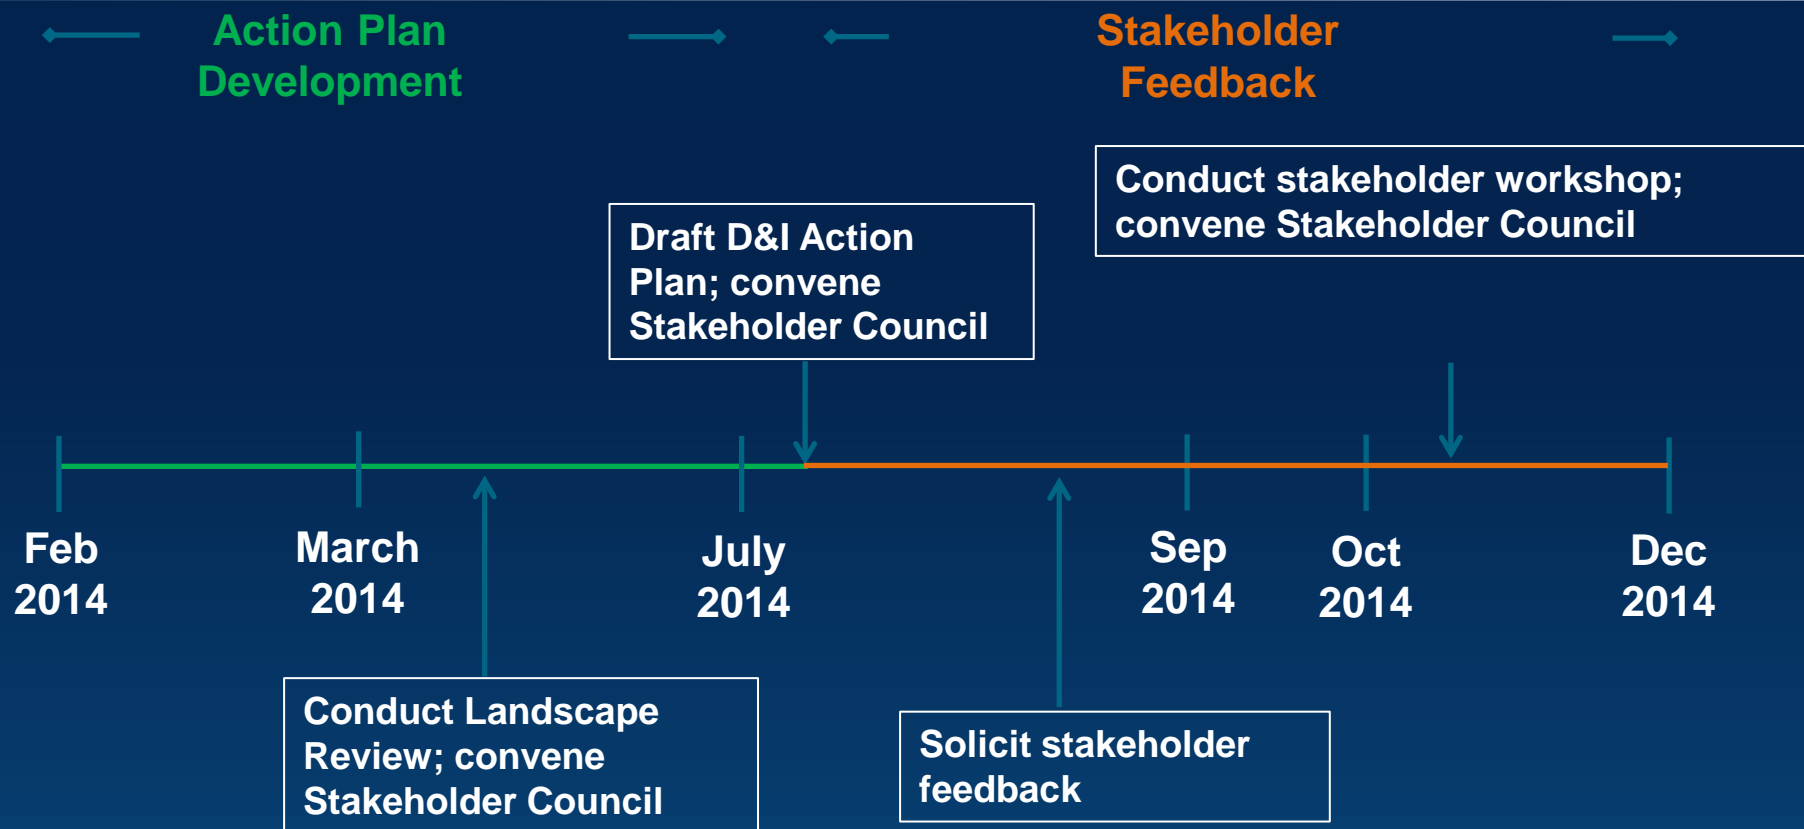 Action Plan
Development
Stakeholder
Feedback
Conduct stakeholder workshop;
convene Stakeholder Council
Draft D&I Action
Plan; convene
Stakeholder Council
Feb
2014
March
2014
July
2014
Sep
2014
Oct
2014
Dec
2014
Conduct Landscape
Review; convene
Stakeholder Council
Solicit stakeholder
feedback